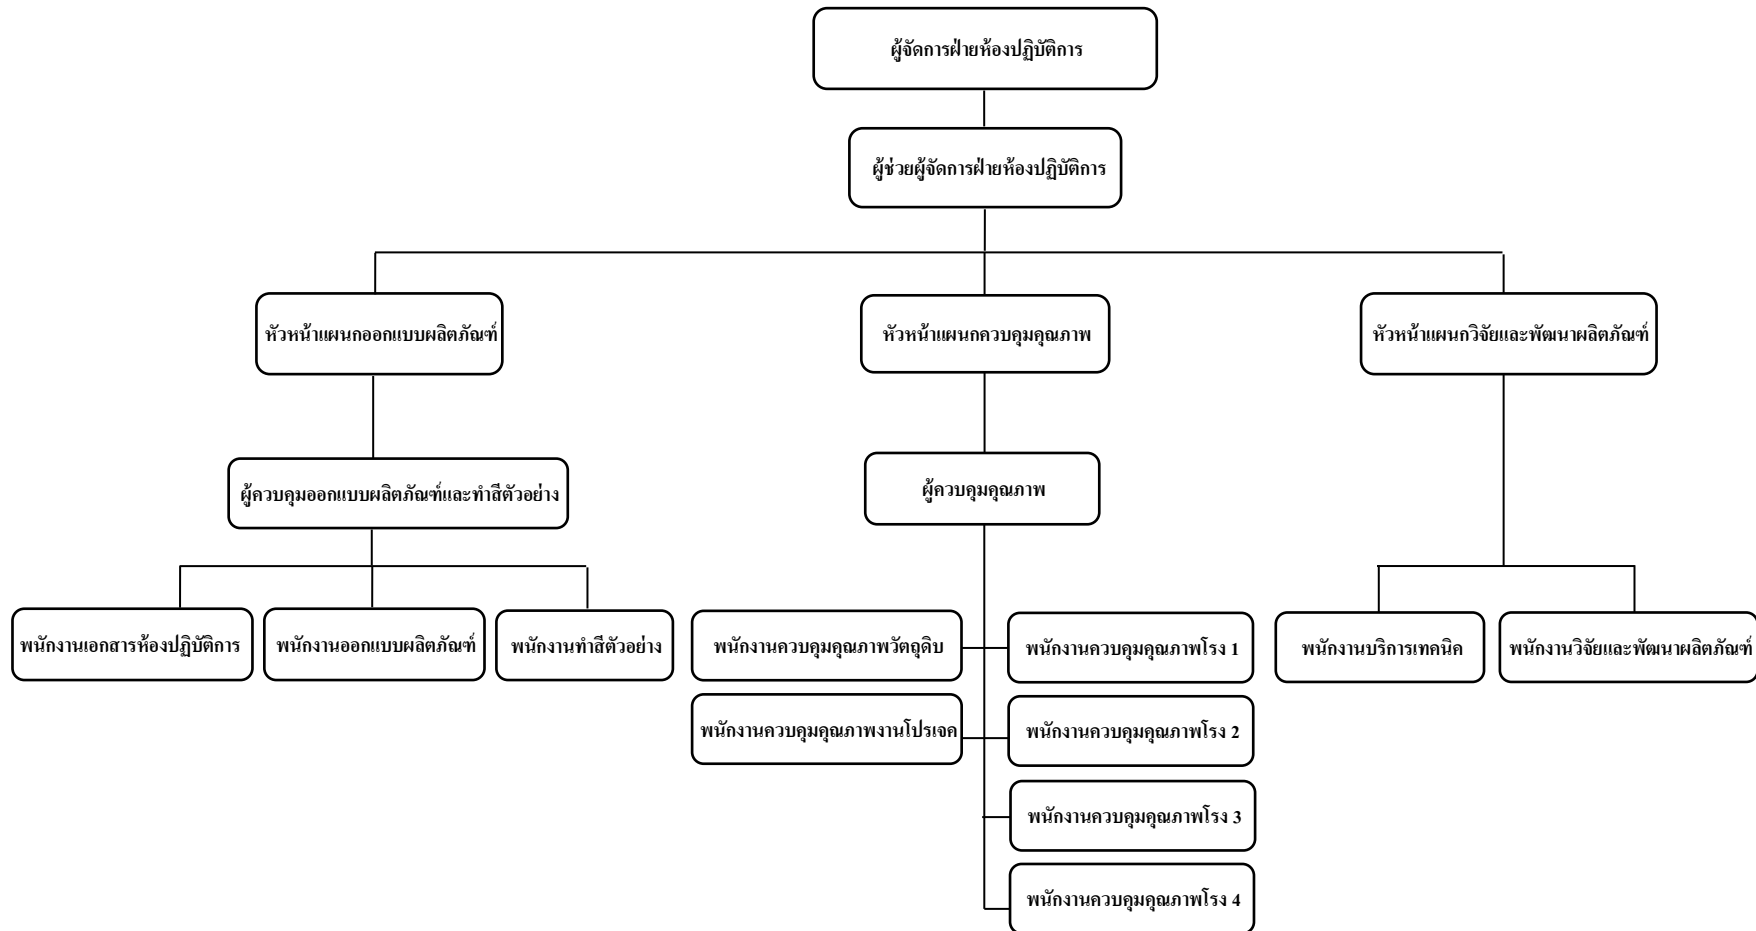 ผู้จัดการฝ่ายห้องปฏิบัติการ
ผู้ช่วยผู้จัดการฝ่ายห้องปฏิบัติการ
หัวหน้าแผนกออกแบบผลิตภัณฑ์
หัวหน้าแผนกควบคุมคุณภาพ
หัวหน้าแผนกวิจัยและพัฒนาผลิตภัณฑ์
ผู้ควบคุมออกแบบผลิตภัณฑ์และทำสีตัวอย่าง
ผู้ควบคุมคุณภาพ
พนักงานเอกสารห้องปฏิบัติการ
พนักงานออกแบบผลิตภัณฑ์
พนักงานทำสีตัวอย่าง
พนักงานควบคุมคุณภาพวัตถุดิบ
พนักงานควบคุมคุณภาพโรง 1
พนักงานบริการเทคนิค
พนักงานวิจัยและพัฒนาผลิตภัณฑ์
พนักงานควบคุมคุณภาพงานโปรเจค
พนักงานควบคุมคุณภาพโรง 2
พนักงานควบคุมคุณภาพโรง 3
พนักงานควบคุมคุณภาพโรง 4